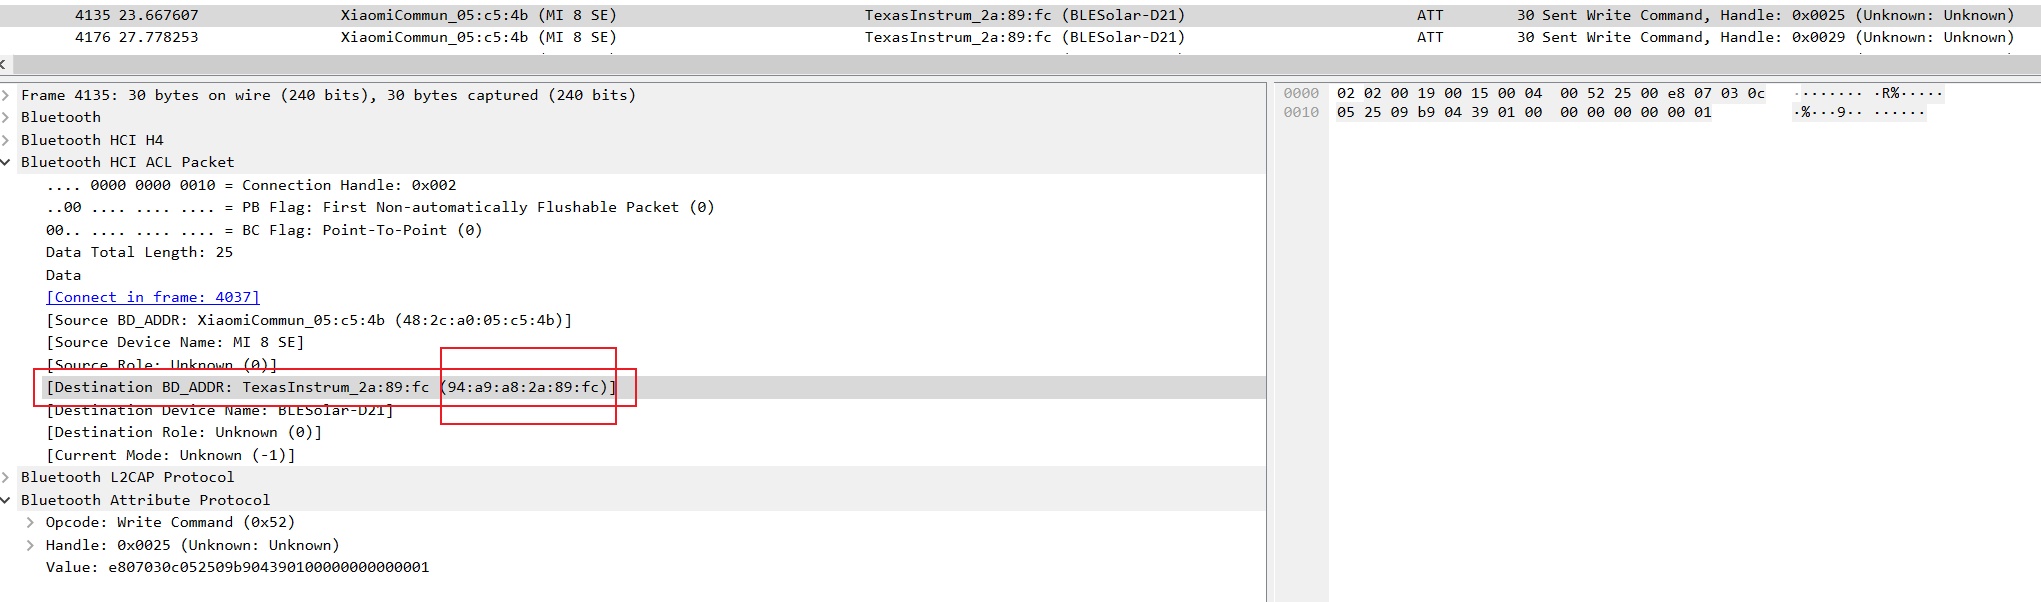 4135 23.667607 XiaomiCommun_05:c5:4b (MI 8 SE) TexasInstrum_2a:89:fc (BLESolar-D21) ATT 30 Sent Write Command, Handle: 0x0025 (Unknown: Unknown)
4176 27.778253 XiaomiCommun_05:c5:4b (MI 8 SE) TexasInstrum_2a:89:fc (BLESolar-D21) ATT 30 Sent Write Command, Handle: 0x0029 (Unknown: Unknown)
Frame 4135: 30 bytes on wire (240 bits), 30 bytes captured (240 bits)
Bluetooth
Bluetooth HCI H4
Bluetooth HCI ACL Packet
.... 0000 0000 0010 = Connection Handle: 0x002
..00 .... .... .... = PB Flag: First Non-automatically Flushable Packet (0)
00.. .... .... .... = BC Flag: Point-To-Point (0)
Data Total Length: 25
Data
[Connect in frame: 4037]
[Source BD_ADDR: XiaomiCommun_05:c5:4b (48:2c:a0:05:c5:4b)]
[Source Device Name: MI 8 SE]
[Source Role: Unknown (0)]
[Destination BD_ADDR: TexasInstrum_2a:89:fc (94:a9:a8:2a:89:fc)]
[Destination Device Name: BLESolar-D21]
[Destination Role: Unknown (0)]
[Current Mode: Unknown (-1)]
Bluetooth L2CAP Protocol
Bluetooth Attribute Protocol
Opcode: Write Command (0x52)
Handle: 0x0025 (Unknown: Unknown)
Value: e807030c052509b904390100000000000001
0000 02 02 00 19 00 15 00 04 00 52 25 00 e8 07 03 0c ········ ·R%·····
0010 05 25 09 b9 04 39 01 00 00 00 00 00 00 01 ·%···9·· ······